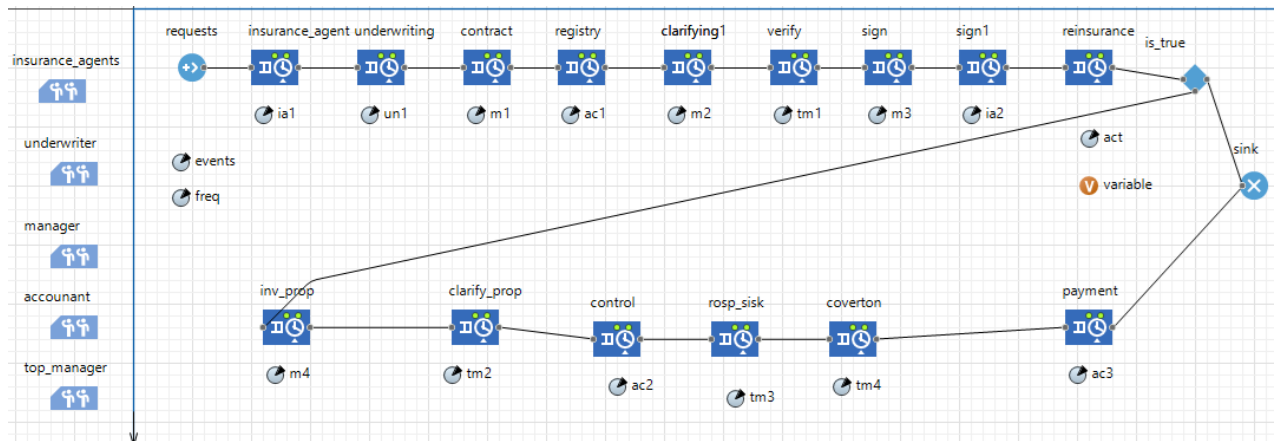 requests insurance_agent underwriting contract registry clarifying1 verify sign sign1 reinsurance
is_true
insurance_agents
ia1 un1 m1 ac1 m2 tm1 m3 ia2
act
underwriter
sink
events
variable
freq
manager
accounant
inv_prop clarify_prop control rosp_sisk coverton payment
top_manager
m4 tm2 ac2 tm3 tm4 ac3